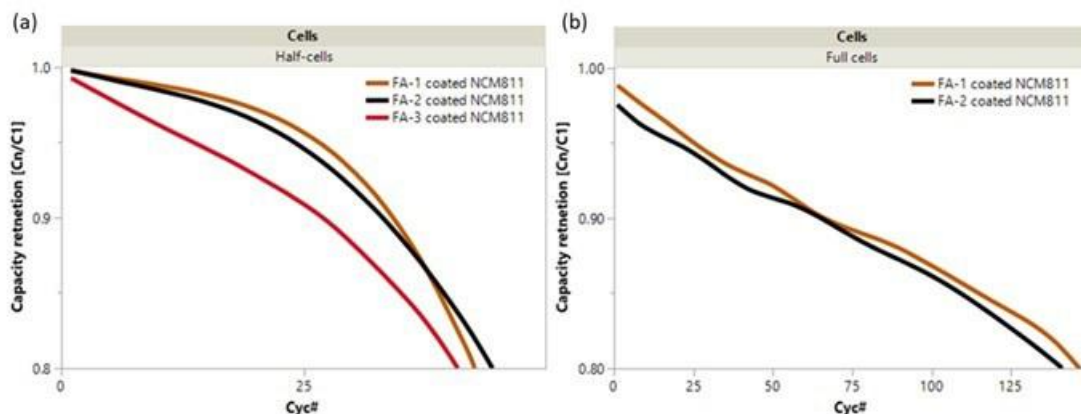 (a)
Cells
Half-cells
1.0
0.9
0.8
Capacity retnetion [Cn/C1]
FA-1 coated NCM811
FA-2 coated NCM811
FA-3 coated NCM811
0
25
Cyc#
(b)
Cells
Full cells
1.00
0.90
0.80
Capacity retnetion [Cn/C1]
FA-1 coated NCM811
FA-2 coated NCM811
0
25
50
75
100
125
Cyc#